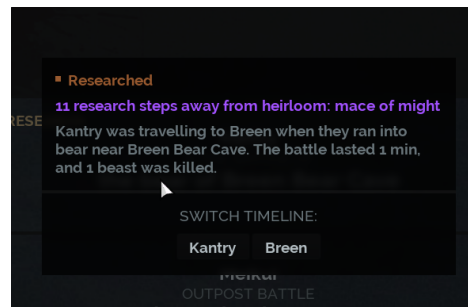 Researched
11 research steps away from heirloom: mace of might
RESE
Kantry was travelling to Breen when they ran into
bear near Breen Bear Cave. The battle lasted 1 min,
and 1 beast was killed.
SWITCH TIMELINE:
Kantry Breen
OUTPOST BATTLE